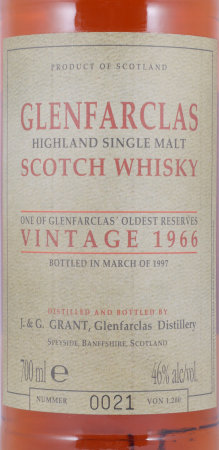 PRODUCT OF SCOTLAND
GLENFARCLAS
HIGHLAND SINGLE MALT
SCOTCH WHISKY
ONE OF GLENFARCLAS' OLDEST RESERVES
VINTAGE 1966
BOTTLED IN MARCH OF 1997
DISTILLED AND BOTTLED BY
J. & G. GRANT, Glenfarclas Distillery
SPEYSIDE, BANFFSHIRE, SCOTLAND
700 ml e 46% alc/vol.
NUMMER 0021 VON 1.200